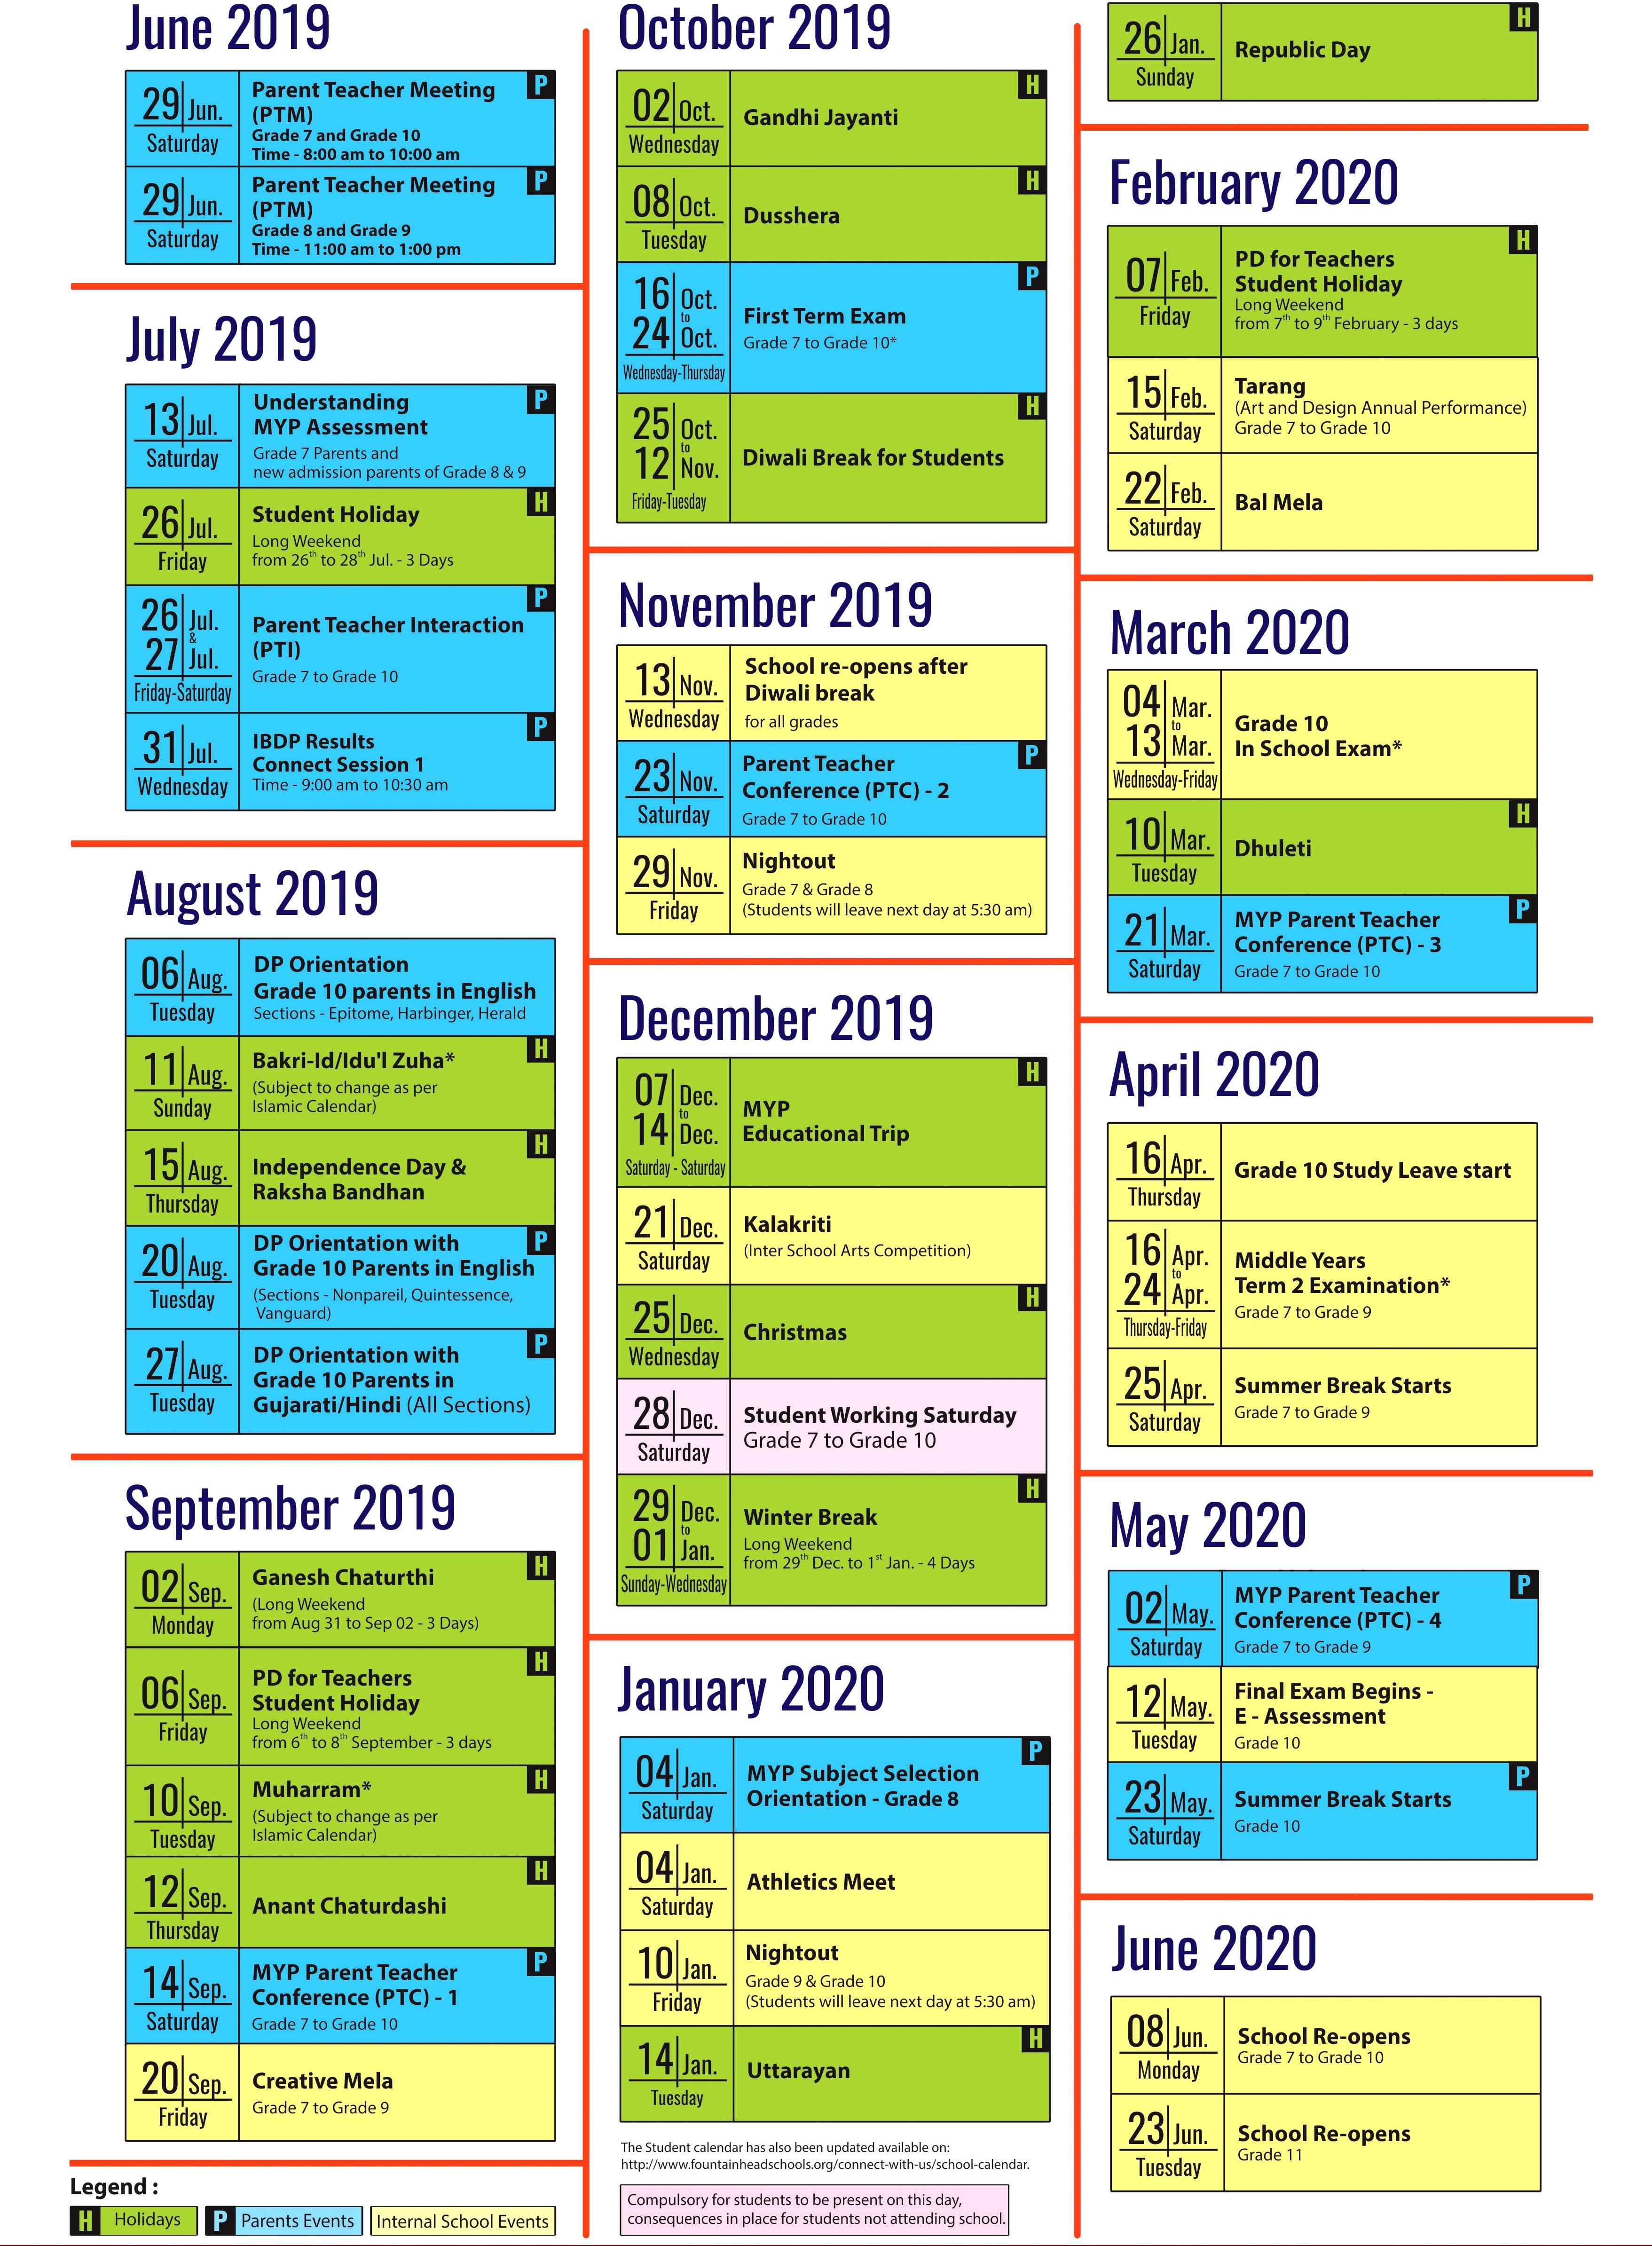 June 2019
29 Jun.
Saturday
P
Parent Teacher Meeting
(PTM)
Grade 7 and Grade 10
Time - 8:00 am to 10:00 am
29 Jun.
Saturday
P
Parent Teacher Meeting
(PTM)
Grade 8 and Grade 9
Time - 11:00 am to 1:00 pm
July 2019
13 Jul.
Saturday
P
Understanding
MYP Assessment
Grade 7 Parents and
new admission parents of Grade 8 & 9
26 Jul.
Friday
H
Student Holiday
Long Weekend
from 26th to 28th Jul. - 3 Days
26 Jul.
&
27 Jul.
Friday-Saturday
P
Parent Teacher Interaction
(PTI)
Grade 7 to Grade 10
31 Jul.
Wednesday
P
IBDP Results
Connect Session 1
Time - 9:00 am to 10:30 am
August 2019
06 Aug.
Tuesday
DP Orientation
Grade 10 parents in English
Sections - Epitome, Harbinger, Herald
11 Aug.
Sunday
H
Bakri-Id/Idu'l Zuha*
(Subject to change as per
Islamic Calendar)
15 Aug.
Thursday
H
Independence Day &
Raksha Bandhan
20 Aug.
Tuesday
P
DP Orientation with
Grade 10 Parents in English
(Sections - Nonpareil, Quintessence,
Vanguard)
27 Aug.
Tuesday
P
DP Orientation with
Grade 10 Parents in
Gujarati/Hindi (All Sections)
September 2019
02 Sep.
Monday
H
Ganesh Chaturthi
(Long Weekend
from Aug 31 to Sep 02 - 3 Days)
06 Sep.
Friday
H
PD for Teachers
Student Holiday
Long Weekend
from 6th to 8th September - 3 days
10 Sep.
Tuesday
H
Muharram*
(Subject to change as per
Islamic Calendar)
12 Sep.
Thursday
H
Anant Chaturdashi
14 Sep.
Saturday
P
MYP Parent Teacher
Conference (PTC) - 1
Grade 7 to Grade 10
20 Sep.
Friday
Creative Mela
Grade 7 to Grade 9
Legend :
H Holidays
P Parents Events
Internal School Events
October 2019
02 Oct.
Wednesday
H
Gandhi Jayanti
08 Oct.
Tuesday
H
Dusshera
16 Oct.
to
24 Oct.
Wednesday-Thursday
P
First Term Exam
Grade 7 to Grade 10*
25 Oct.
to
12 Nov.
Friday-Tuesday
H
Diwali Break for Students
November 2019
13 Nov.
Wednesday
School re-opens after
Diwali break
for all grades
23 Nov.
Saturday
P
Parent Teacher
Conference (PTC) - 2
Grade 7 to Grade 10
29 Nov.
Friday
Nightout
Grade 7 & Grade 8
(Students will leave next day at 5:30 am)
December 2019
07 Dec.
to
14 Dec.
Saturday - Saturday
H
MYP
Educational Trip
21 Dec.
Saturday
Kalakriti
(Inter School Arts Competition)
25 Dec.
Wednesday
H
Christmas
28 Dec.
Saturday
Student Working Saturday
Grade 7 to Grade 10
29 Dec.
to
01 Jan.
Sunday-Wednesday
H
Winter Break
Long Weekend
from 29th Dec. to 1st Jan. - 4 Days
January 2020
04 Jan.
Saturday
P
MYP Subject Selection
Orientation - Grade 8
04 Jan.
Saturday
Athletics Meet
10 Jan.
Friday
Nightout
Grade 9 & Grade 10
(Students will leave next day at 5:30 am)
14 Jan.
Tuesday
H
Uttarayan
The Student calendar has also been updated available on:
http://www.fountainheadschools.org/connect-with-us/school-calendar.
Compulsory for students to be present on this day,
consequences in place for students not attending school.
26 Jan.
Sunday
H
Republic Day
February 2020
07 Feb.
Friday
H
PD for Teachers
Student Holiday
Long Weekend
from 7th to 9th February - 3 days
15 Feb.
Saturday
Tarang
(Art and Design Annual Performance)
Grade 7 to Grade 10
22 Feb.
Saturday
Bal Mela
March 2020
04 Mar.
to
13 Mar.
Wednesday-Friday
Grade 10
In School Exam*
10 Mar.
Tuesday
H
Dhuleti
21 Mar.
Saturday
P
MYP Parent Teacher
Conference (PTC) - 3
Grade 7 to Grade 10
April 2020
16 Apr.
Thursday
Grade 10 Study Leave start
16 Apr.
to
24 Apr.
Thursday-Friday
Middle Years
Term 2 Examination*
Grade 7 to Grade 9
25 Apr.
Saturday
Summer Break Starts
Grade 7 to Grade 9
May 2020
02 May.
Saturday
P
MYP Parent Teacher
Conference (PTC) - 4
Grade 7 to Grade 9
12 May.
Tuesday
Final Exam Begins -
E - Assessment
Grade 10
23 May.
Saturday
P
Summer Break Starts
Grade 10
June 2020
08 Jun.
Monday
School Re-opens
Grade 7 to Grade 10
23 Jun.
Tuesday
School Re-opens
Grade 11